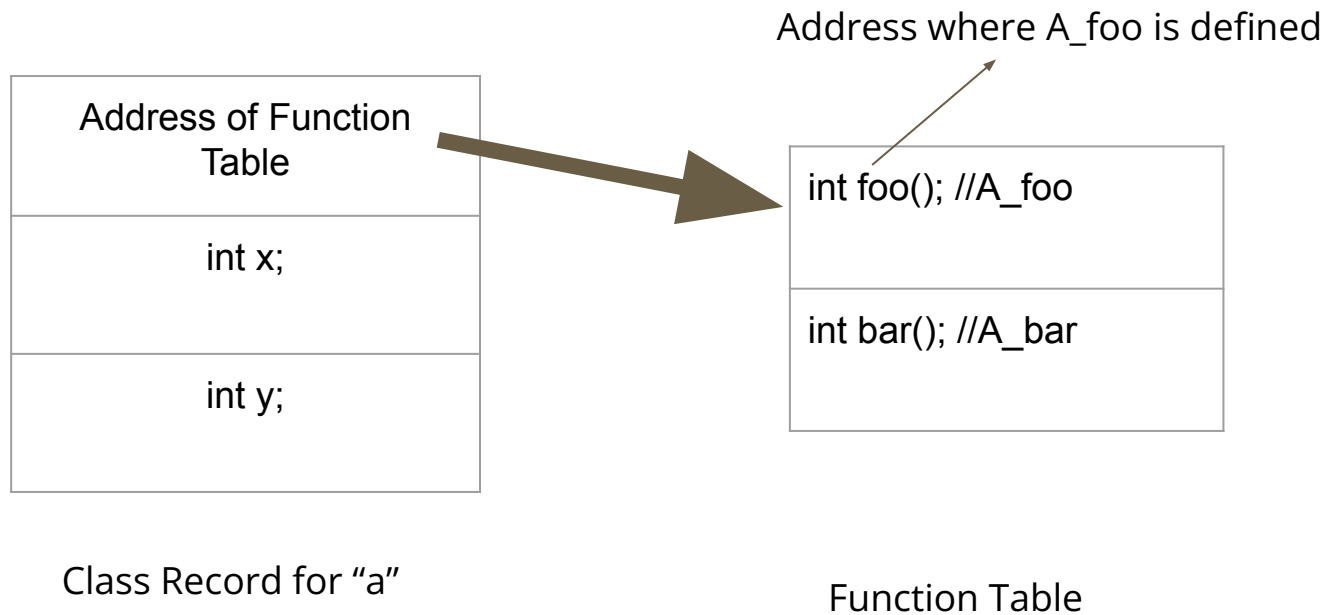 Address where A_foo is defined
Address of Function
Table
int x;
int y;
int foo(); //A_foo
int bar(); //A_bar
Class Record for “a”
Function Table